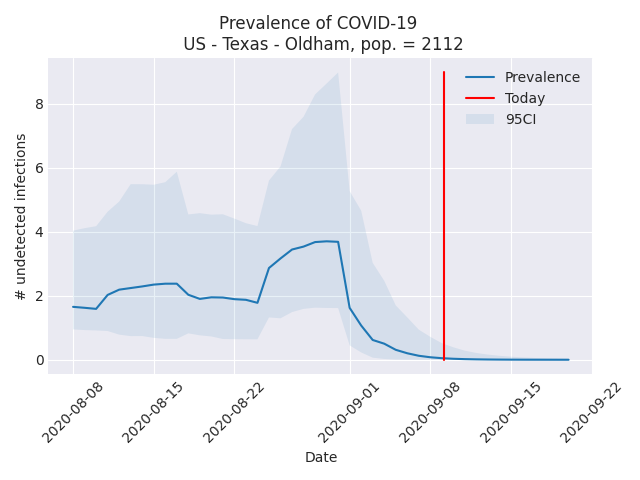 Prevalence of COVID-19
US - Texas - Oldham, pop. = 2112
Prevalence
Today
95CI
# undetected infections
8
6
4
2
0
2020-08-08
2020-08-15
2020-08-22
2020-09-01
2020-09-08
2020-09-15
2020-09-22
Date